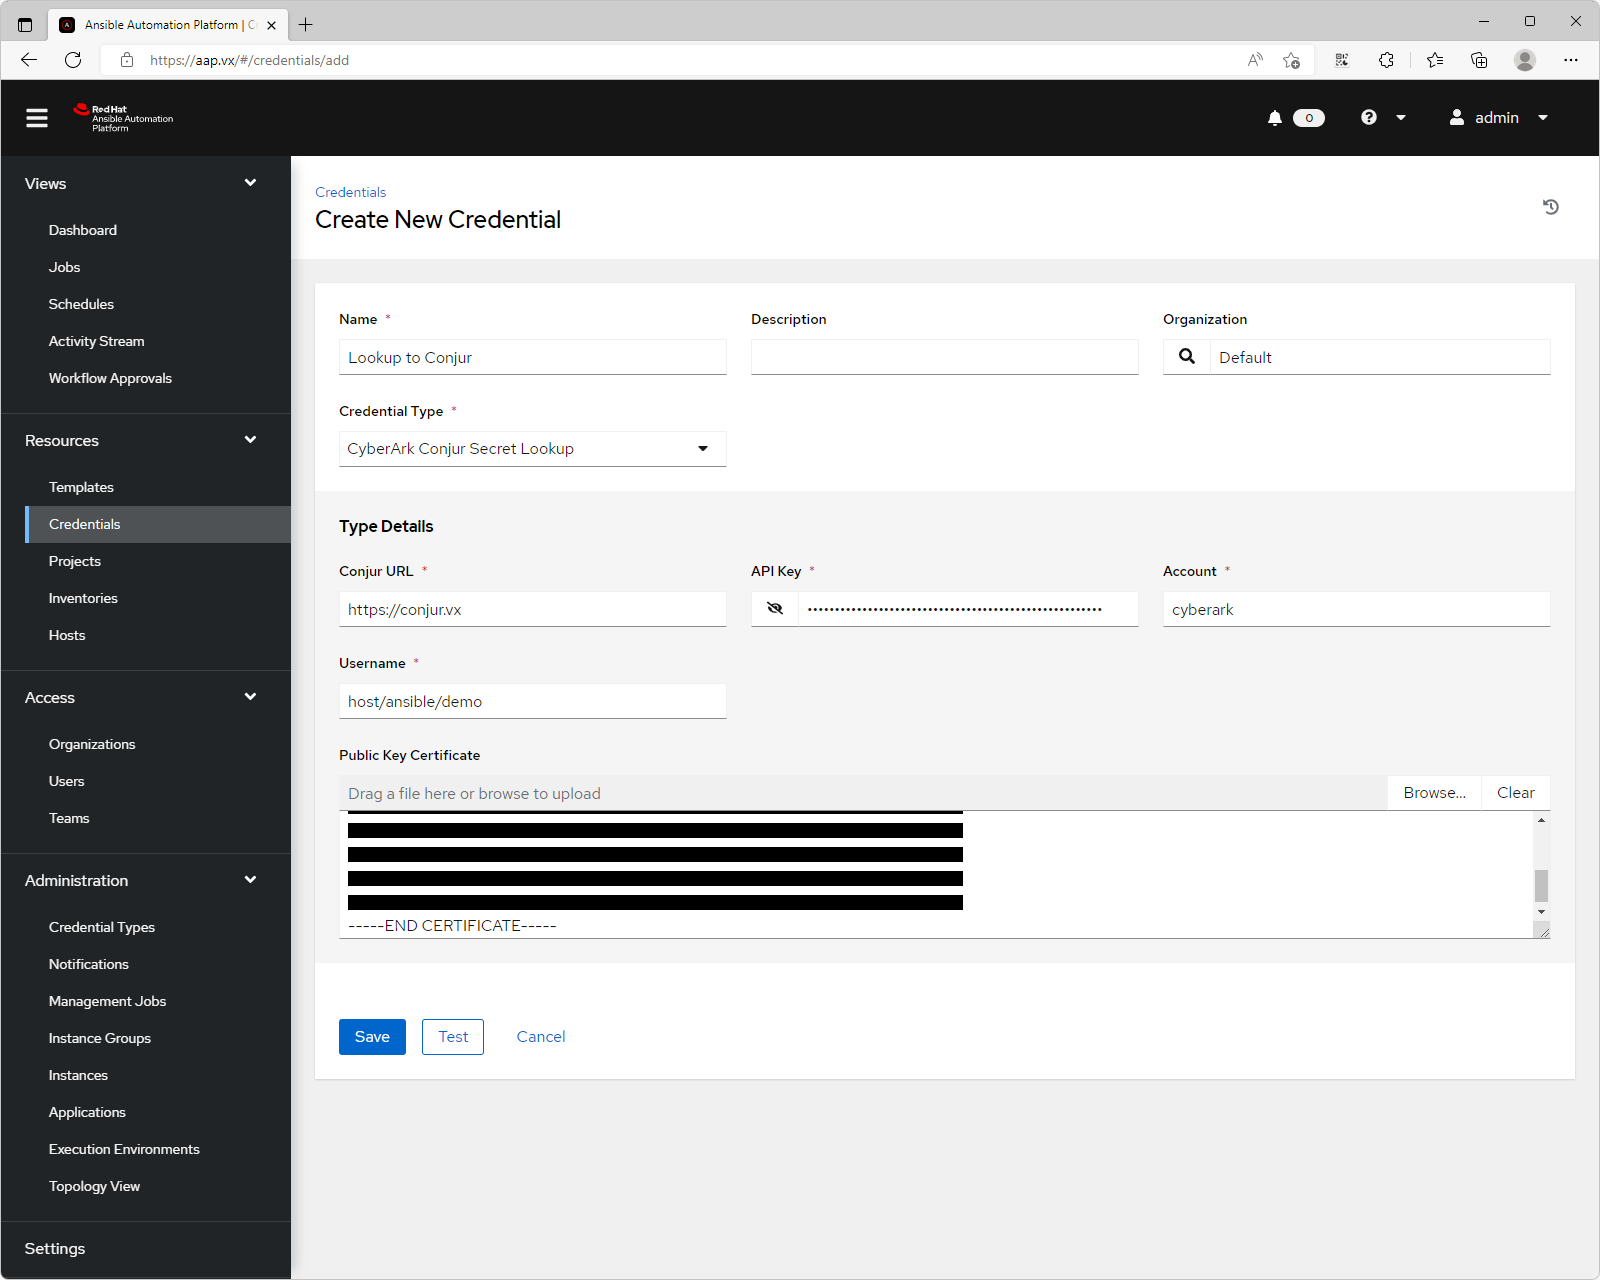 Ansible Automation Platform | C
https://aap.vx/#/credentials/add
Red Hat
Ansible Automation
Platform
0
admin
Views
Dashboard
Jobs
Schedules
Activity Stream
Workflow Approvals
Resources
Templates
Credentials
Projects
Inventories
Hosts
Access
Organizations
Users
Teams
Administration
Credential Types
Notifications
Management Jobs
Instance Groups
Instances
Applications
Execution Environments
Topology View
Settings
Credentials
Create New Credential
Name *
Description
Organization
Lookup to Conjur
Default
Credential Type *
CyberArk Conjur Secret Lookup
Type Details
Conjur URL *
API Key *
Account *
https://conjur.vx
••••••••••••••••••••••••••••••••••••••••••••••••••••••
cyberark
Username *
host/ansible/demo
Public Key Certificate
Drag a file here or browse to upload
Browse...
Clear
-----END CERTIFICATE-----
Save
Test
Cancel